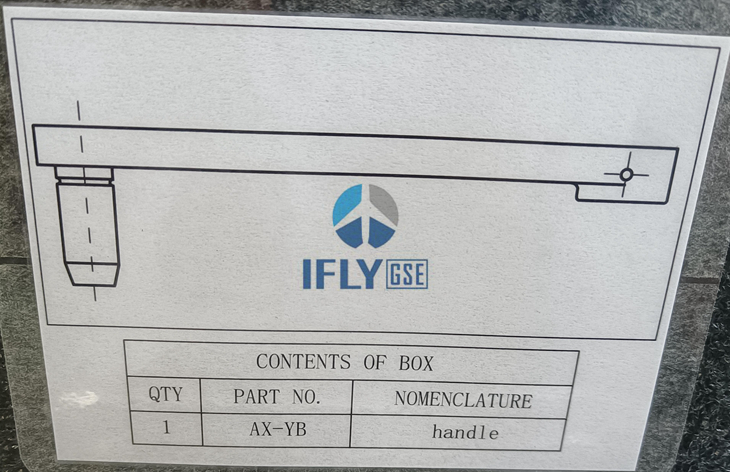 IFLY GSE
CONTENTS OF BOX
QTY PART NO. NOMENCLATURE
1 AX-YB handle